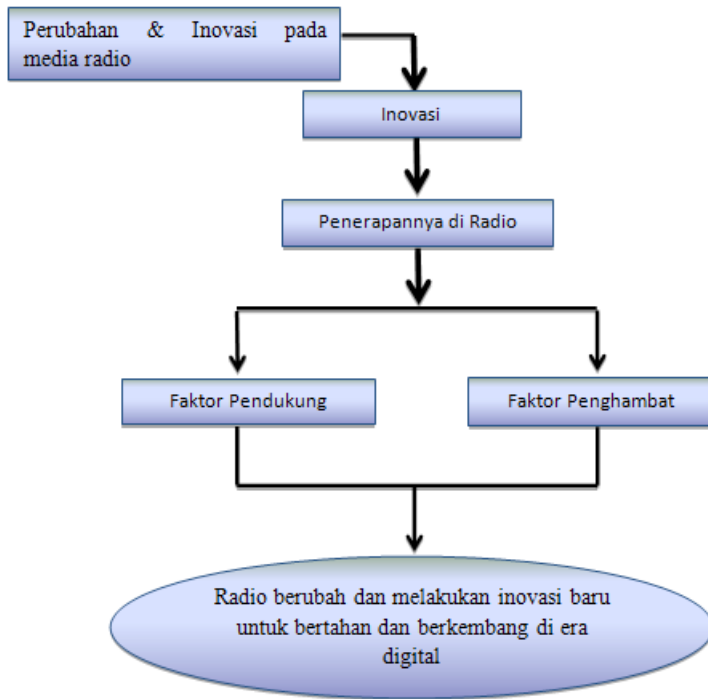 Perubahan & Inovasi pada
media radio
Inovasi
Penerapannya di Radio
Faktor Pendukung
Faktor Penghambat
Radio berubah dan melakukan inovasi baru
untuk bertahan dan berkembang di era
digital